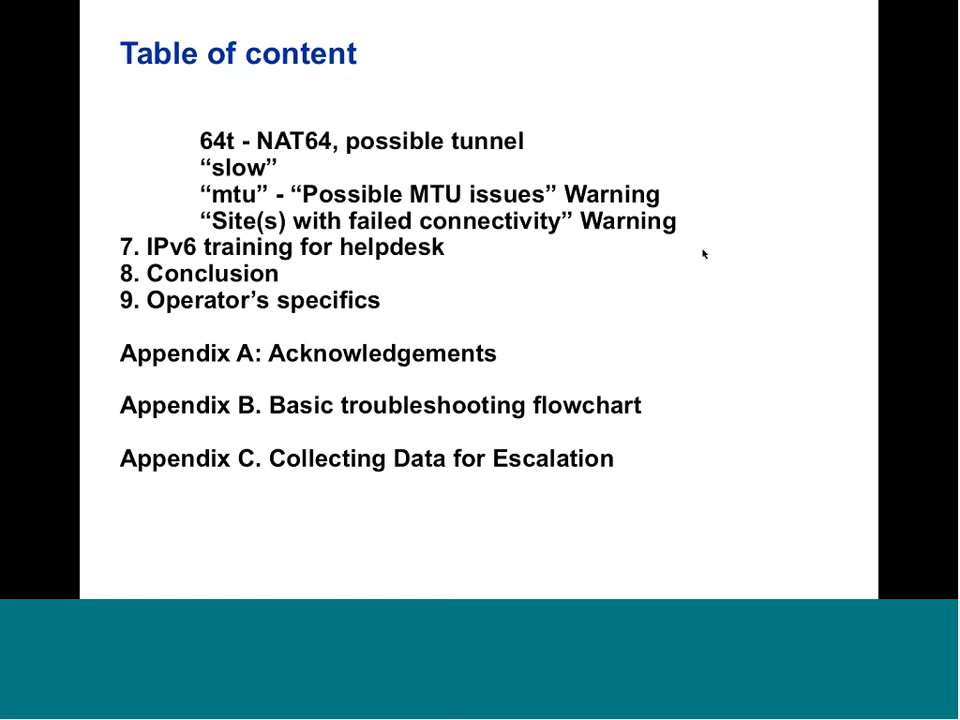 Table of content
64t - NAT64, possible tunnel
“slow”
“mtu” - “Possible MTU issues” Warning
“Site(s) with failed connectivity” Warning
7. IPv6 training for helpdesk
8. Conclusion
9. Operator’s specifics
Appendix A: Acknowledgements
Appendix B. Basic troubleshooting flowchart
Appendix C. Collecting Data for Escalation